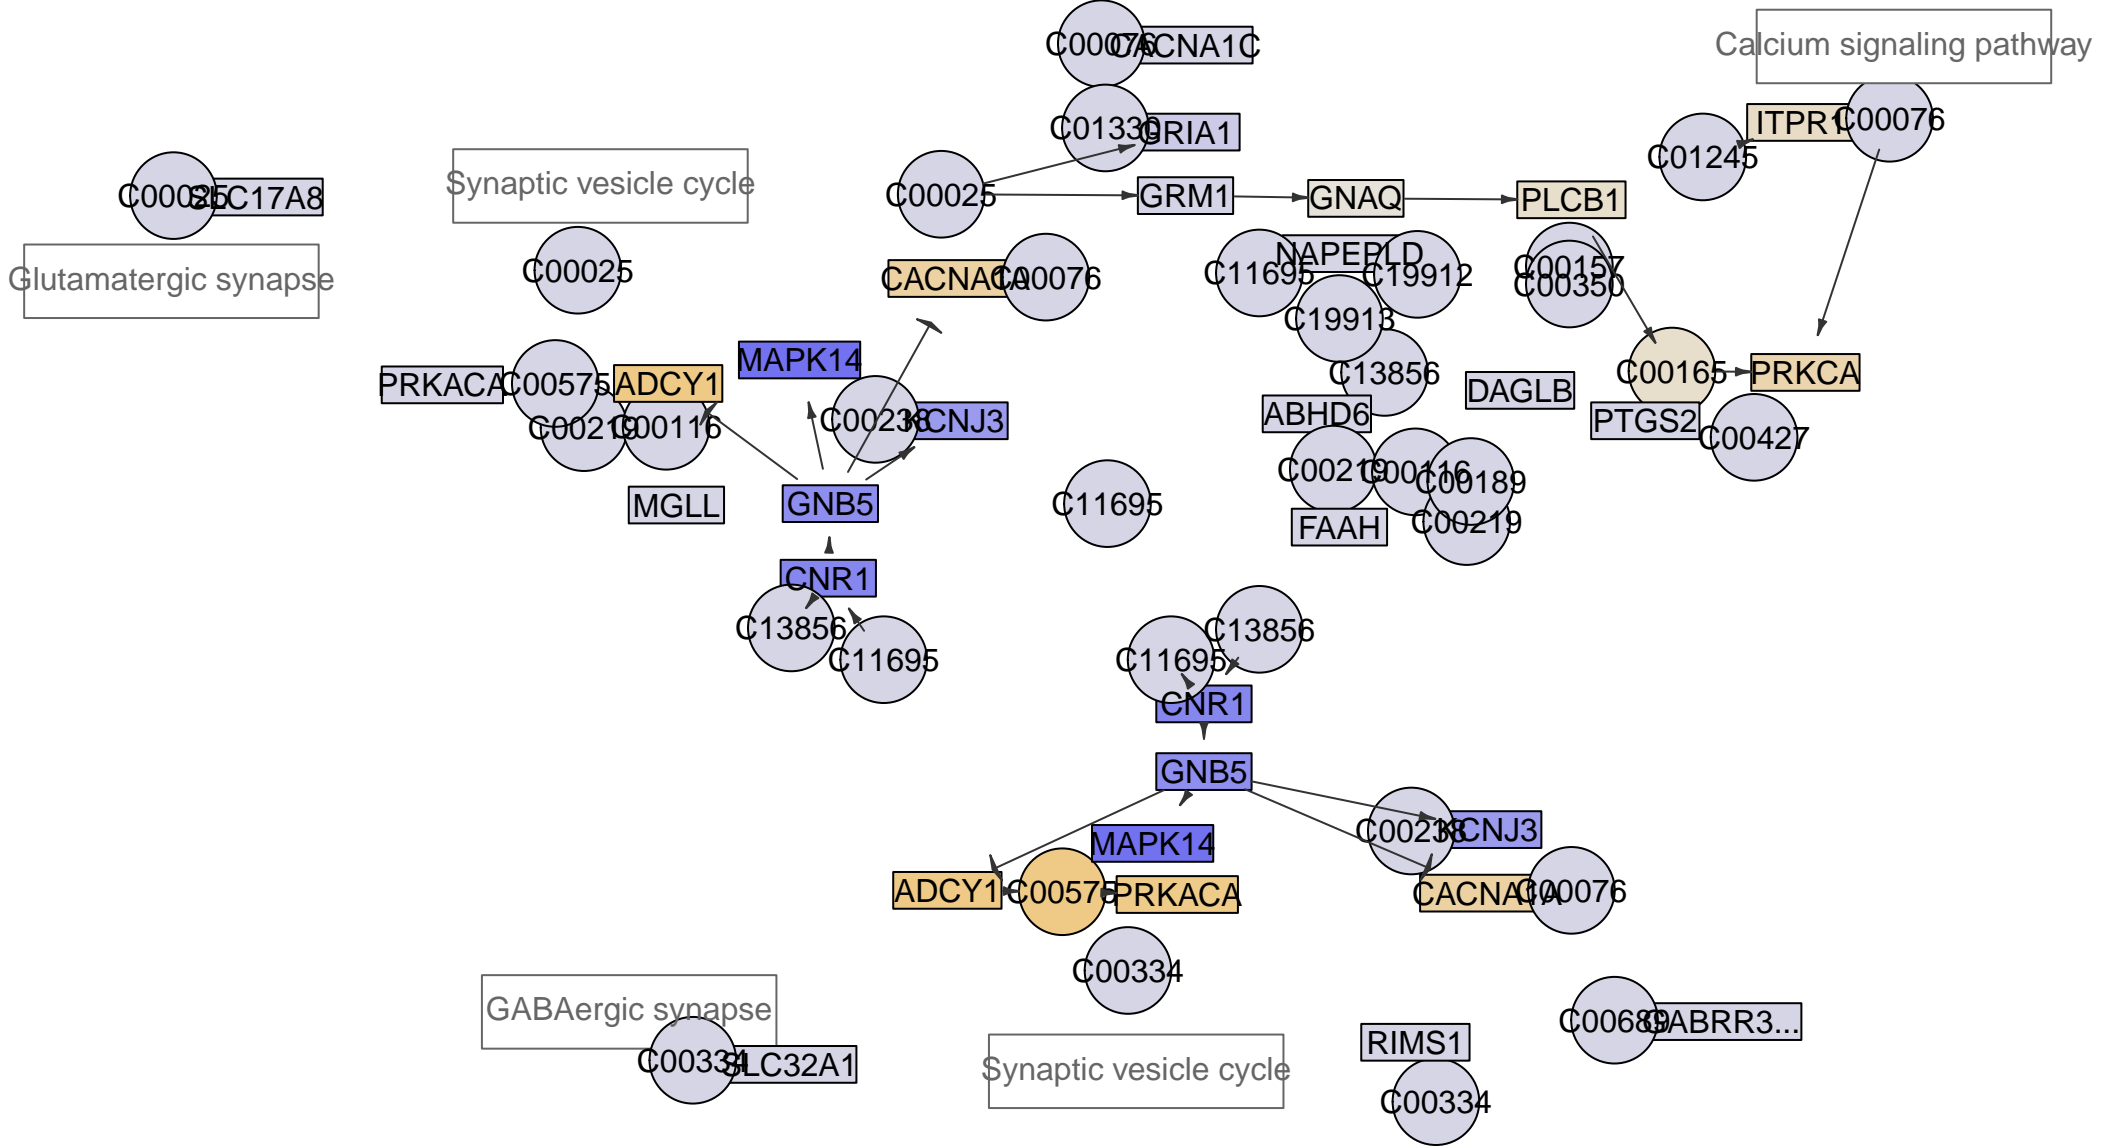 C00076
CACNA1C
Calcium signaling pathway
C01330
GRIA1
ITPR1
C00076
C01245
C00025
SLC17A8
Synaptic vesicle cycle
C00025
GRM1
GNAQ
PLCB1
Glutamatergic synapse
C00025
CACNA1A
C00076
NAPEPLD
C11695
C19912
C00157
C00350
C19913
MAPK14
C13856
C00165
PRKCA
PRKACA
C00575
ADCY1
DAGLB
C00219
C00116
C00238
KCNJ3
ABHD6
PTGS2
C00427
C00219
C00116
C00189
MGLL
GNB5
C11695
FAAH
C00219
CNR1
C13856
C11695
C11695
C13856
CNR1
GNB5
C00238
KCNJ3
MAPK14
ADCY1
C00575
PRKACA
CACNA1A
C00076
C00334
GABAergic synapse
C00689
GABRR3...
C00334
SLC32A1
Synaptic vesicle cycle
RIMS1
C00334